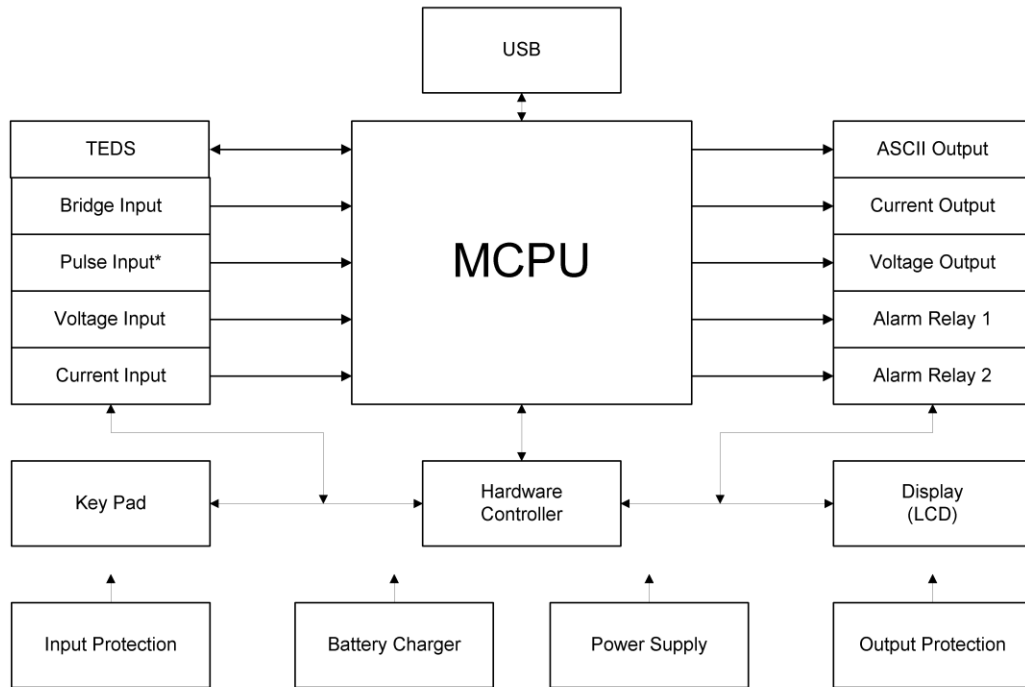 USB
TEDS
ASCII Output
Bridge Input
Current Output
Pulse Input*
MCPU
Voltage Output
Voltage Input
Alarm Relay 1
Current Input
Alarm Relay 2
Key Pad
Hardware
Controller
Display
(LCD)
Input Protection
Battery Charger
Power Supply
Output Protection